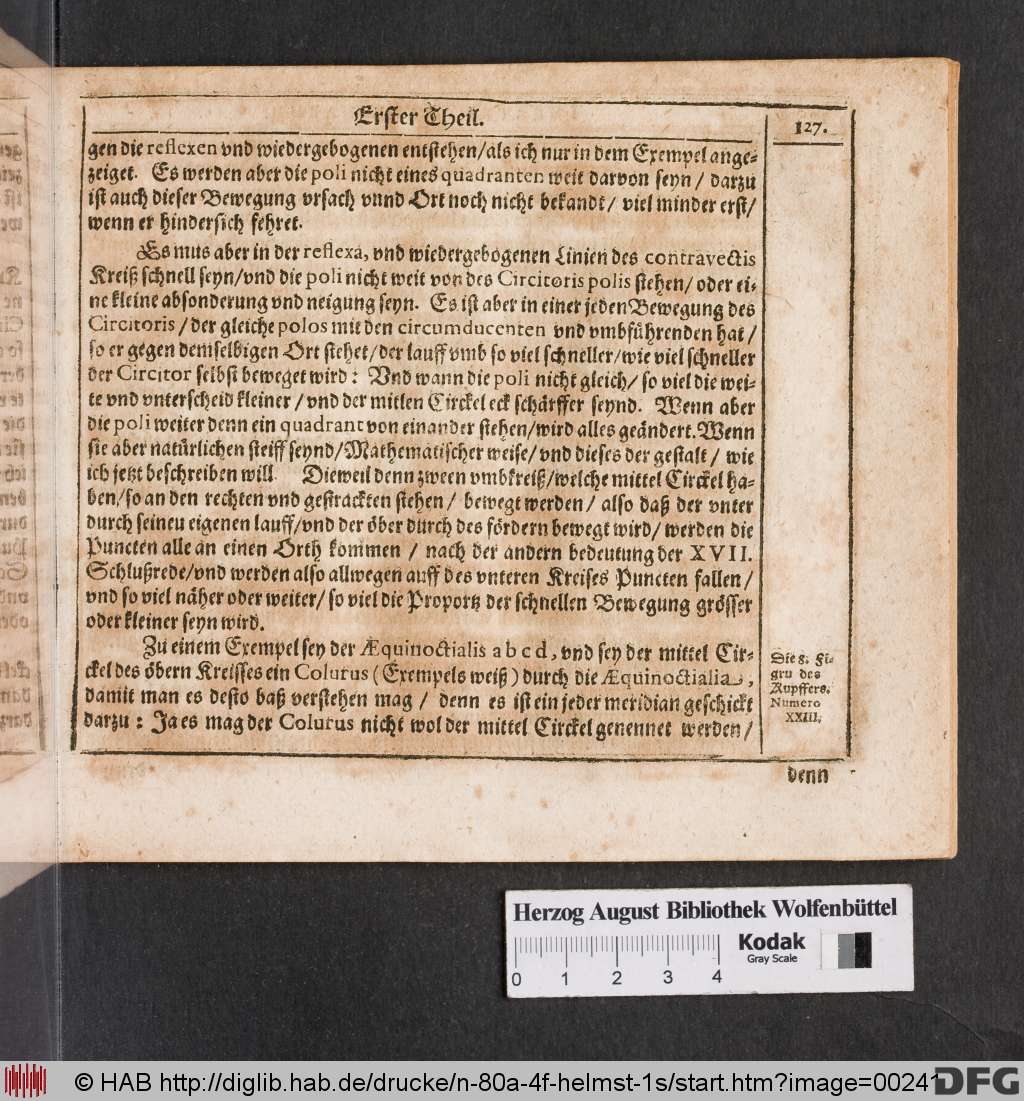 Erster Theil.
127.
gen die reflexen vnd wiedergebogenen entstehen/als ich nur in dem Exempel ange-
zeiget. Es werden aber die poli nicht eines quadranten weit darvon seyn / darzu
ist auch dieser Bewegung vrsach vnnd Ort noch nicht bekandt / viel minder erst/
wenn er hindersich fehret.
Es mus aber in der reflexa, vnd wiedergebogenen Linien des contravectis
Kreiß schnell seyn/vnd die poli nicht weit von des Circitoris polis stehen/ oder ei-
ne kleine absonderung vnd neigung seyn. Es ist aber in einer jeden Bewegung des
Circitoris / der gleiche polos mit den circumducenten vnd vmbführenden hat /
so er gegen demselbigen Ort stehet/der lauff vmb so viel schneller/wie viel schneller
der Circitor selbst beweget wird: Vnd wann die poli nicht gleich/ so viel die wei-
te vnd vnterscheid kleiner / vnd der mitlen Circkel eck schärffer seynd. Wenn aber
die poli weiter denn ein quadrant von einander stehen/wird alles geändert. Wenn
sie aber natürlichen steiff seynd/Mathematischer weise/ vnd dieses der gestalt / wie
ich jetzt beschreiben will. Dieweil denn zween vmbkreiß/welche mittel Circkel ha-
ben/so an den rechten vnd gestrackten stehen / bewegt werden / also daß der vnter
durch seineu eigenen lauff/vnd der öber durch des fördern bewegt wird/ werden die
Puncten alle an einen Orth kommen / nach der andern bedeutung der XVII.
Schlußrede/vnd werden also allwegen auff des vnteren Kreises Puncten fallen /
vnd so viel näher oder weiter/ so viel die Proportz der schnellen Bewegung grösser
oder kleiner seyn wird.
Zu einem Exempel sey der Æquinoctialis a b c d, vnd sey der mittel Cir-
ckel des öbern Kreisses ein Colurus (Exempels weiß) durch die Æquinoctialia,
damit man es desto baß verstehen mag / denn es ist ein jeder meridian geschickt
darzu: Ja es mag der Colurus nicht wol der mittel Circkel genennet werden/
Die 8. Fi-
gru des
Kupffers.
Numero
XXIII.
denn
Herzog August Bibliothek Wolfenbüttel
0 1 2 3 4
Kodak
Gray Scale
© HAB http://diglib.hab.de/drucke/n-80a-4f-helmst-1s/start.htm?image=00241
DFG